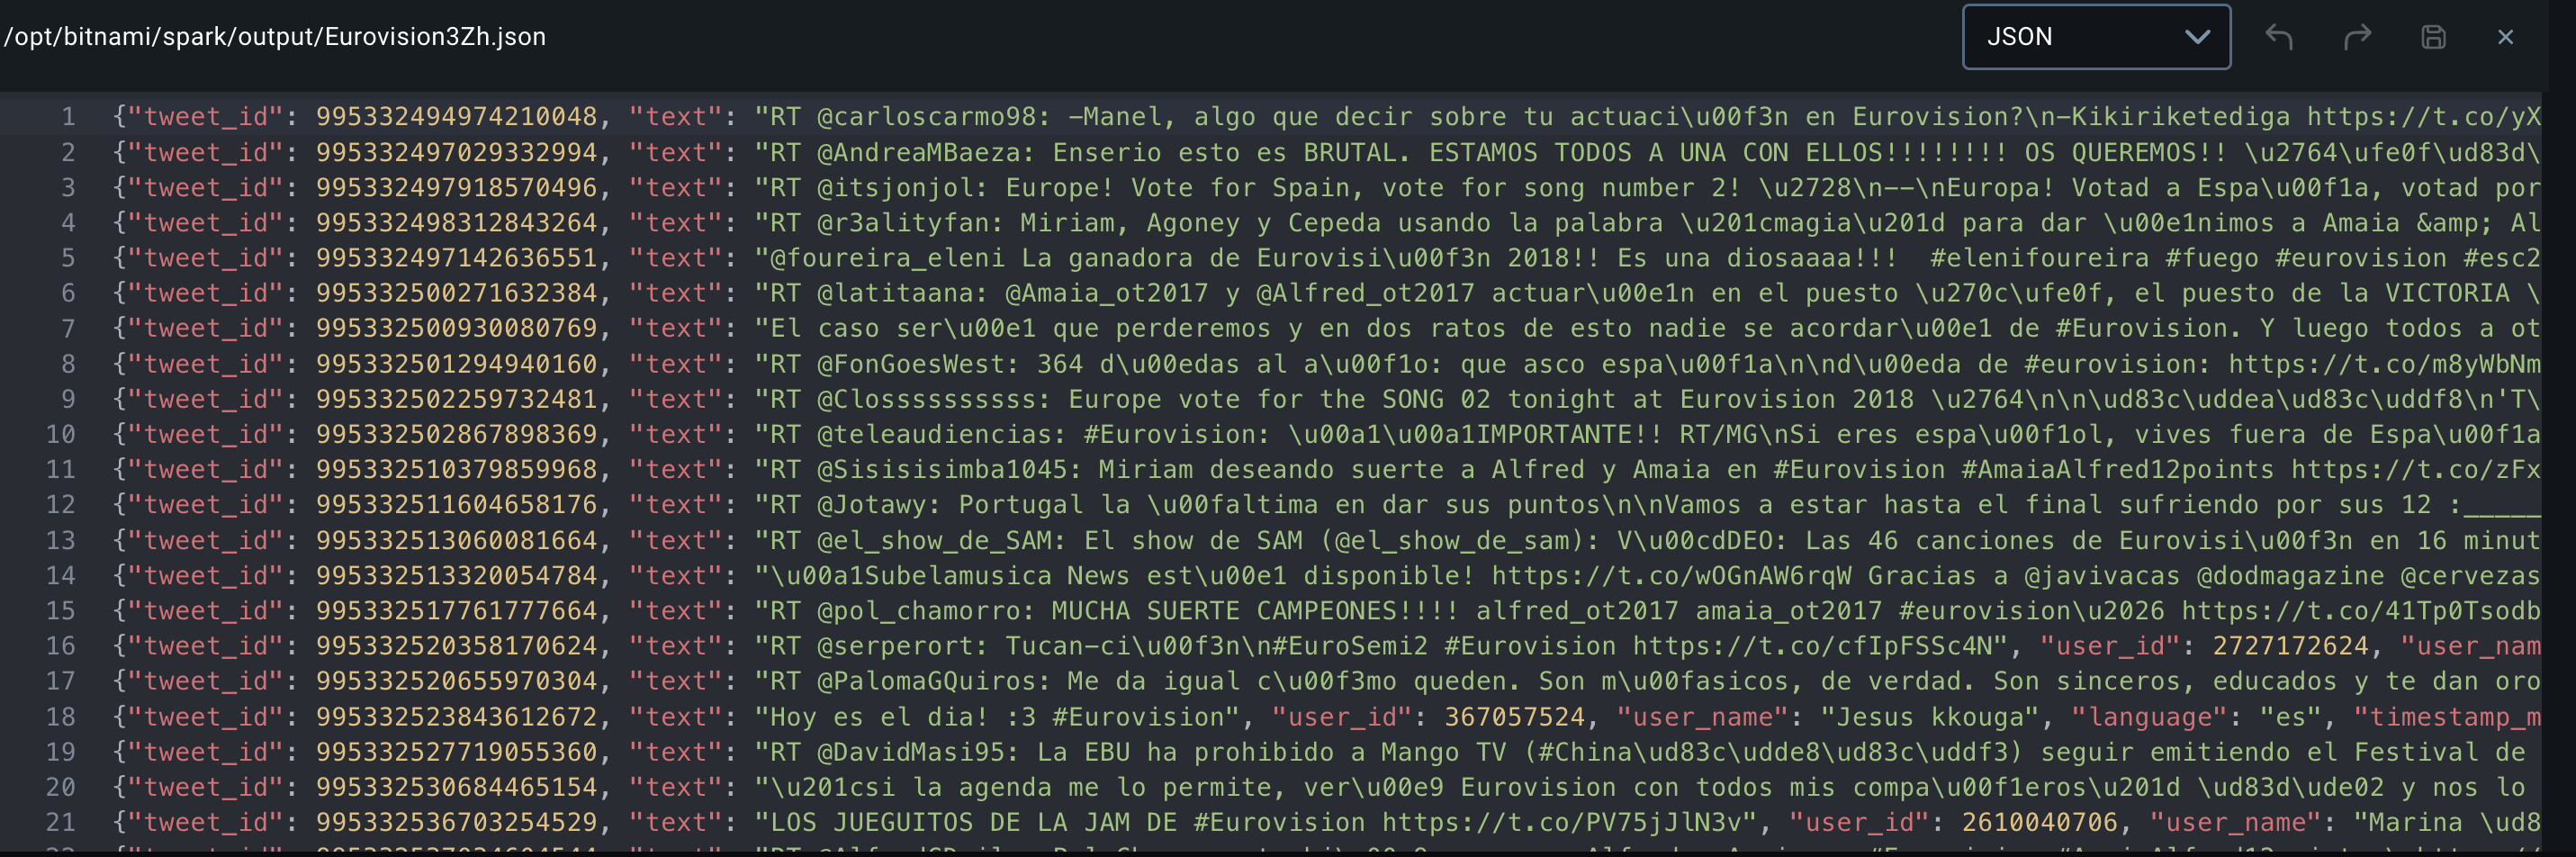 /opt/bitnami/spark/output/Eurovision3Zh.json JSON
1 {"tweet_id": 995332494974210048, "text": "RT @carloscarmo98: -Manel, algo que decir sobre tu actuaci\u00f3n en Eurovision?\n-Kikiriketediga https://t.co/yX
2 {"tweet_id": 995332497029332994, "text": "RT @AndreaMBaeza: Enserio esto es BRUTAL. ESTAMOS TODOS A UNA CON ELLOS!!!!!!!! OS QUEREMOS!! \u2764\ufe0f\ud83d\
3 {"tweet_id": 995332497918570496, "text": "RT @itsjonjol: Europe! Vote for Spain, vote for song number 2! \u2728\n--\nEuropa! Votad a Espa\u00f1a, votad por
4 {"tweet_id": 995332498312843264, "text": "RT @r3alityfan: Miriam, Agoney y Cepeda usando la palabra \u201cmagia\u201d para dar \u00e1nimos a Amaia &amp; Al
5 {"tweet_id": 995332497142636551, "text": "@foureira_eleni La ganadora de Eurovisi\u00f3n 2018!! Es una diosaaaa!!!  #elenifoureira #fuego #eurovision #esc2
6 {"tweet_id": 995332500271632384, "text": "RT @latitaana: @Amaia_ot2017 y @Alfred_ot2017 actuar\u00e1n en el puesto \u270c\ufe0f, el puesto de la VICTORIA \
7 {"tweet_id": 995332500930080769, "text": "El caso ser\u00e1 que perderemos y en dos ratos de esto nadie se acordar\u00e1 de #Eurovision. Y luego todos a ot
8 {"tweet_id": 995332501294940160, "text": "RT @FonGoesWest: 364 d\u00edas al a\u00f1o: que asco espa\u00f1a\n\nd\u00eda de #eurovision: https://t.co/m8yWbNm
9 {"tweet_id": 995332502259732481, "text": "RT @Clossssssssss: Europe vote for the SONG 02 tonight at Eurovision 2018 \u2764\n\n\ud83c\uddea\ud83c\uddf8\n'T\
10 {"tweet_id": 995332502867898369, "text": "RT @teleaudiencias: #Eurovision: \u00a1\u00a1IMPORTANTE!! RT/MG\nSi eres espa\u00f1ol, vives fuera de Espa\u00f1a
11 {"tweet_id": 995332510379859968, "text": "RT @Sisisisimba1045: Miriam deseando suerte a Alfred y Amaia en #Eurovision #AmaiaAlfred12points https://t.co/zFx
12 {"tweet_id": 995332511604658176, "text": "RT @Jotawy: Portugal la \u00faltima en dar sus puntos\n\nVamos a estar hasta el final sufriendo por sus 12 :_____
13 {"tweet_id": 995332513060081664, "text": "RT @el_show_de_SAM: El show de SAM (@el_show_de_sam): V\u00cdDEO: Las 46 canciones de Eurovisi\u00f3n en 16 minut
14 {"tweet_id": 995332513320054784, "text": "\u00a1Subelamusica News est\u00e1 disponible! https://t.co/wOGnAW6rqW Gracias a @javivacas @dodmagazine @cervezas
15 {"tweet_id": 995332517761777664, "text": "RT @pol_chamorro: MUCHA SUERTE CAMPEONES!!!! alfred_ot2017 amaia_ot2017 #eurovision\u2026 https://t.co/41Tp0Tsodb
16 {"tweet_id": 995332520358170624, "text": "RT @serperort: Tucan-ci\u00f3n\n#EuroSemi2 #Eurovision https://t.co/cfIpFSSc4N", "user_id": 2727172624, "user_nam
17 {"tweet_id": 995332520655970304, "text": "RT @PalomaGQuiros: Me da igual c\u00f3mo queden. Son m\u00fasicos, de verdad. Son sinceros, educados y te dan oro
18 {"tweet_id": 995332523843612672, "text": "Hoy es el dia! :3 #Eurovision", "user_id": 367057524, "user_name": "Jesus kkouga", "language": "es", "timestamp_m
19 {"tweet_id": 995332527719055360, "text": "RT @DavidMasi95: La EBU ha prohibido a Mango TV (#China\ud83c\udde8\ud83c\uddf3) seguir emitiendo el Festival de
20 {"tweet_id": 995332530684465154, "text": "\u201csi la agenda me lo permite, ver\u00e9 Eurovision con todos mis compa\u00f1eros\u201d \ud83d\ude02 y nos lo
21 {"tweet_id": 995332536703254529, "text": "LOS JUEGUITOS DE LA JAM DE #Eurovision https://t.co/PV75jJlN3v", "user_id": 2610040706, "user_name": "Marina \ud8